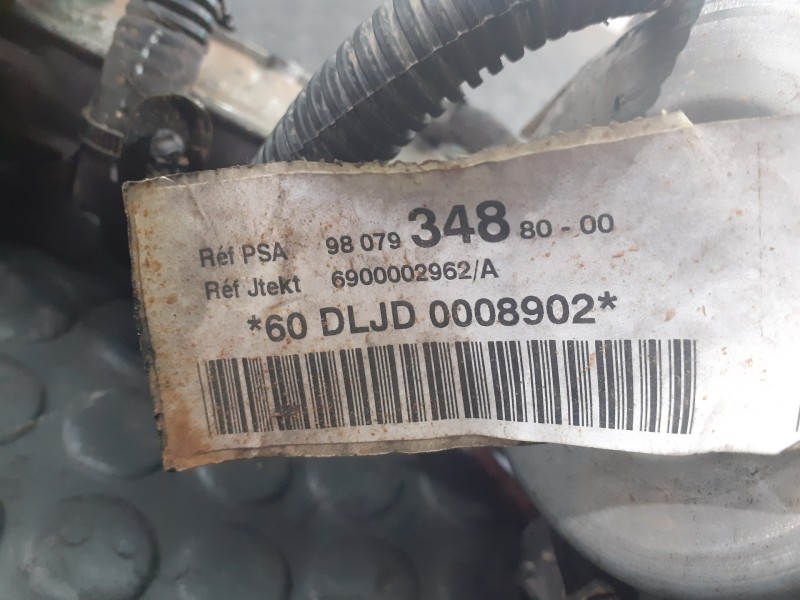 Réf PSA 98 079 348 80 - 00
Réf Jtekt 6900002962/A
*60 DLJD 0008902*